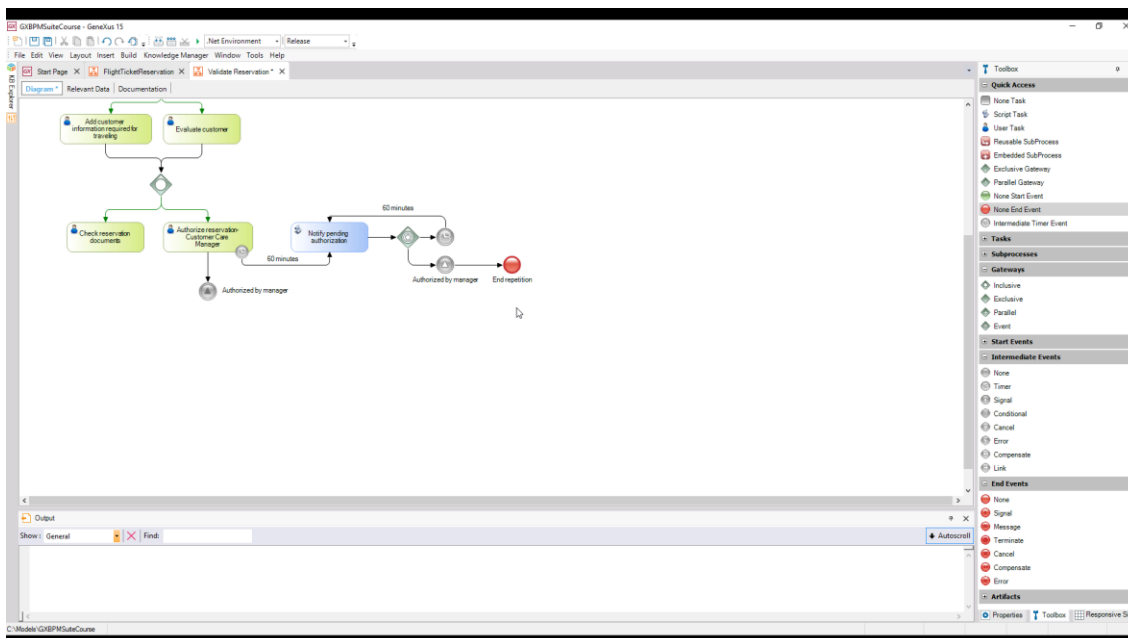 GXBPMSuiteCourse - GeneXus 15
.Net Environment
Release
File Edit View Layout Insert Build Knowledge Manager Window Tools Help
KB Explorer
Start Page
FlightTicketReservation
Validate Reservation *
Diagram *
Relevant Data
Documentation
Add customer
information required for
traveling
Evaluate customer
60 minutes
Check reservation
documents
Authorize reservation-
Customer Care
Manager
Notify pending
authorization
60 minutes
Authorized by manager
End repetition
Authorized by manager
Output
Show: General
Find:
Autoscroll
C:\Models\GXBPMSuiteCourse
Toolbox
Quick Access
None Task
Script Task
User Task
Reusable SubProcess
Embedded SubProcess
Exclusive Gateway
Parallel Gateway
None Start Event
None End Event
Intermediate Timer Event
Tasks
Subprocesses
Gateways
Inclusive
Exclusive
Parallel
Event
Start Events
Intermediate Events
None
Timer
Signal
Conditional
Cancel
Error
Compensate
Link
End Events
None
Signal
Message
Terminate
Cancel
Compensate
Error
Artifacts
Properties
Toolbox
Responsive S